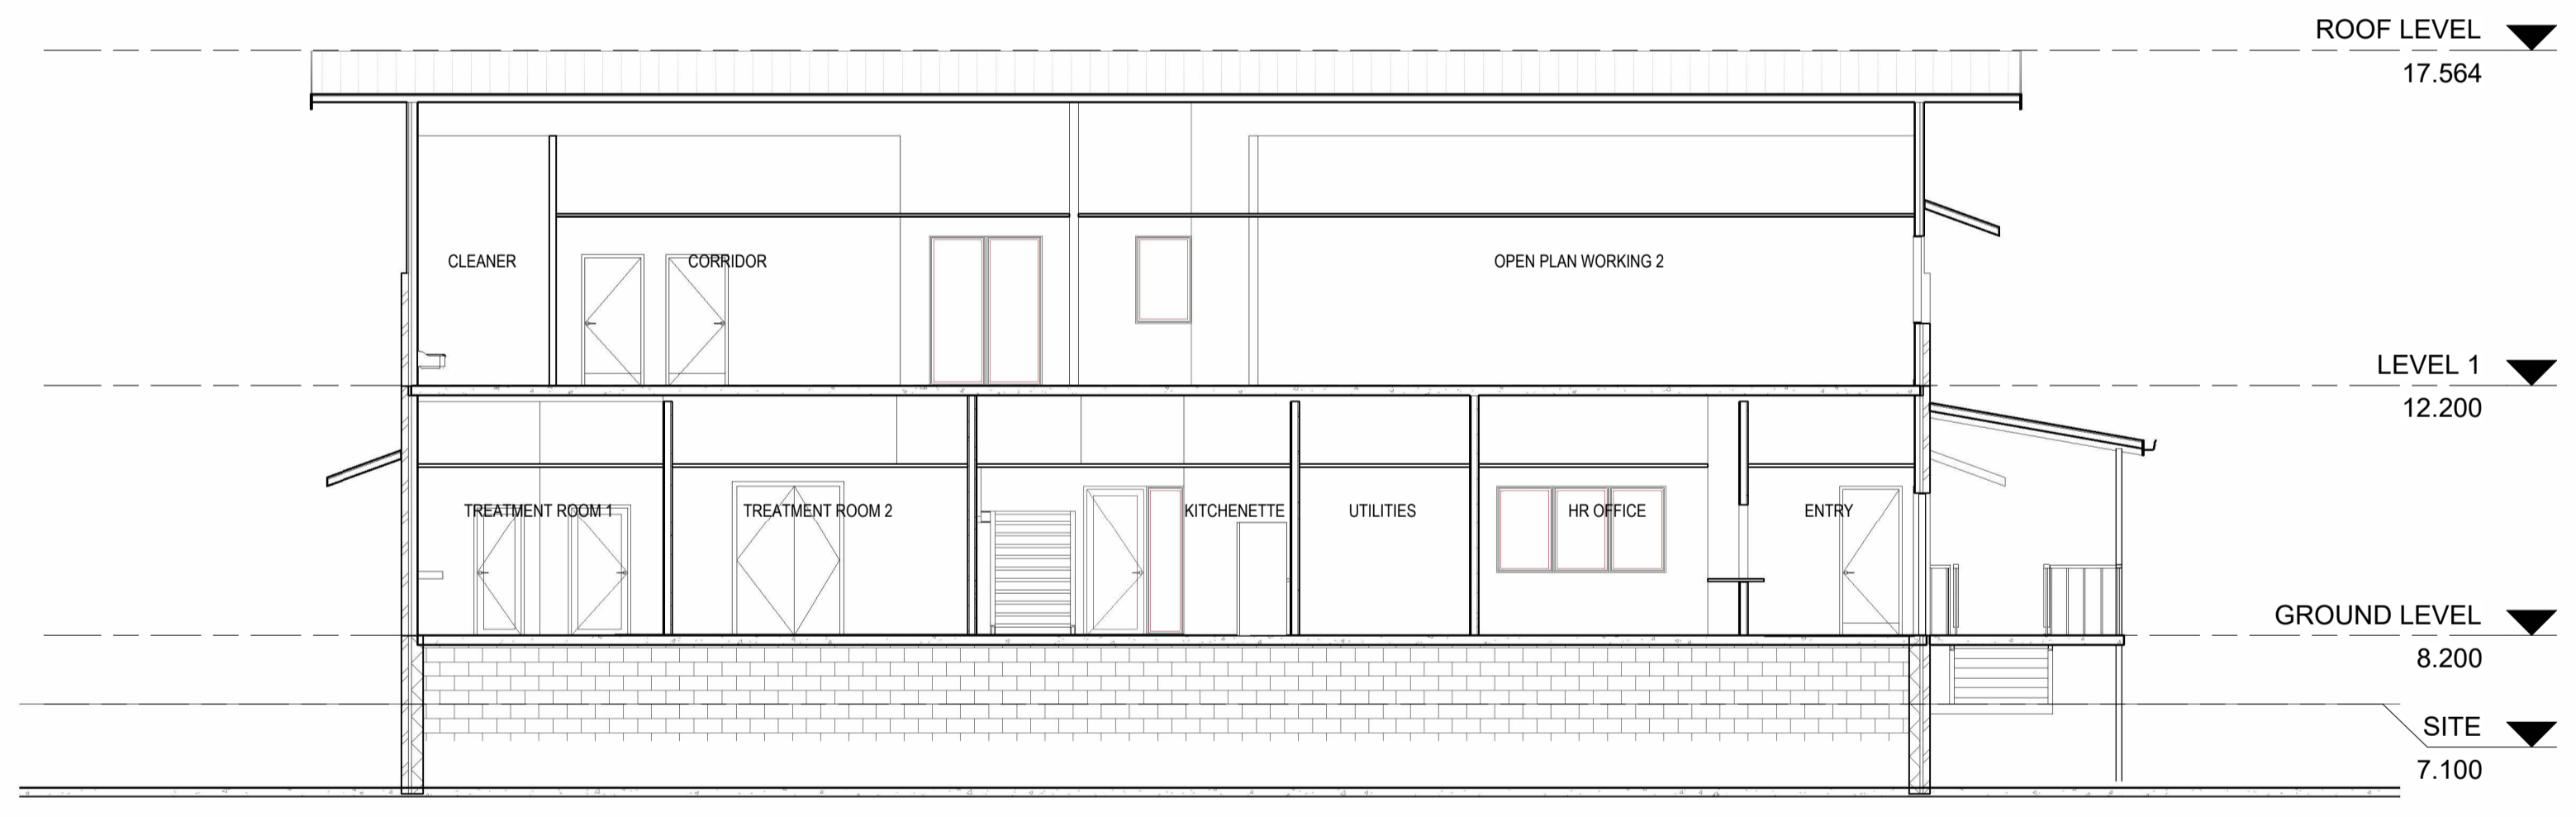 ROOF LEVEL
17.564
CLEANER
CORRIDOR
OPEN PLAN WORKING 2
LEVEL 1
12.200
TREATMENT ROOM 1
TREATMENT ROOM 2
KITCHENETTE
UTILITIES
HR OFFICE
ENTRY
GROUND LEVEL
8.200
SITE
7.100